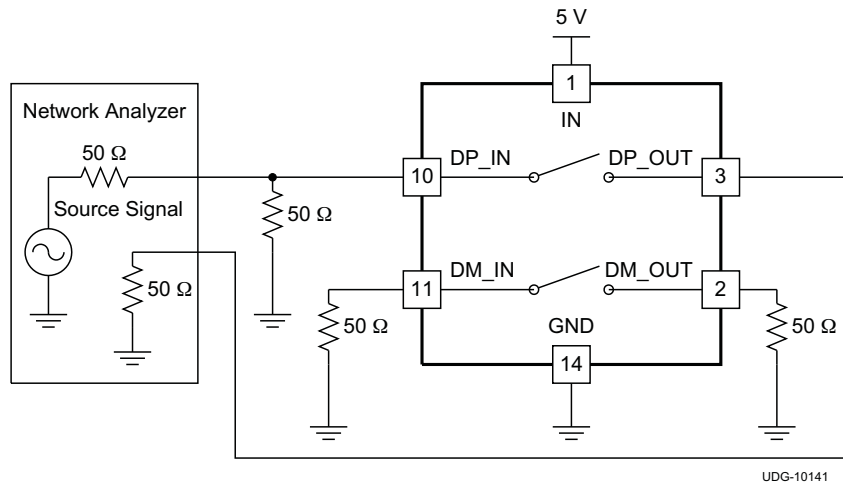 5 V
1
IN
Network Analyzer
50 Ω
Source Signal
50 Ω
50 Ω
10
DP_IN
DP_OUT
3
11
DM_IN
DM_OUT
2
50 Ω
GND
14
50 Ω
UDG-10141